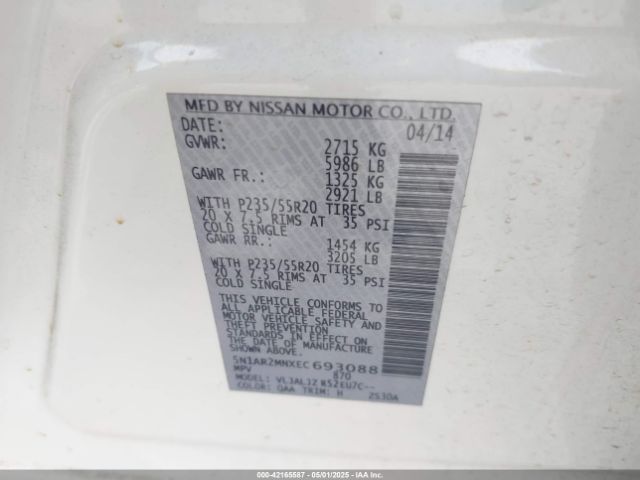 MFD BY NISSAN MOTOR CO., LTD.
DATE: 04/14
GVWR: 2715 KG
5986 LB
GAWR FR.: 1325 KG
2921 LB
WITH P235/55R20 TIRES
20 X 7.5 RIMS AT 35 PSI
COLD SINGLE
GAWR RR.: 1454 KG
3205 LB
WITH P235/55R20 TIRES
20 X 7.5 RIMS AT 35 PSI
COLD SINGLE
THIS VEHICLE CONFORMS TO
ALL APPLICABLE FEDERAL
MOTOR VEHICLE SAFETY AND
THEFT PREVENTION
STANDARDS IN EFFECT ON
THE DATE OF MANUFACTURE
SHOWN ABOVE.
5N1AR2MNXEC693088
MPV 870
MODEL: R52EU7C--
COLOR: QAA TRIM: H 2530A
000-42165587 - 05/01/2025 - IAA Inc.